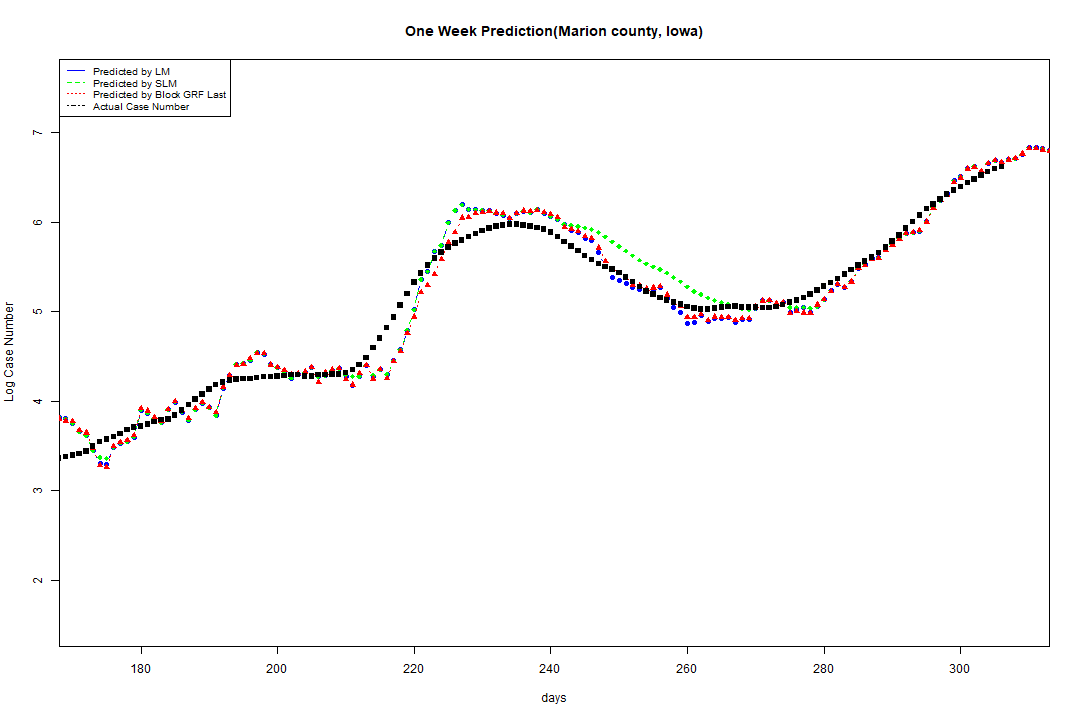 One Week Prediction(Marion county, Iowa)
Predicted by LM
Predicted by SLM
Predicted by Block GRF Last
Actual Case Number
7
6
5
4
3
2
Log Case Number
180 200 220 240 260 280 300
days